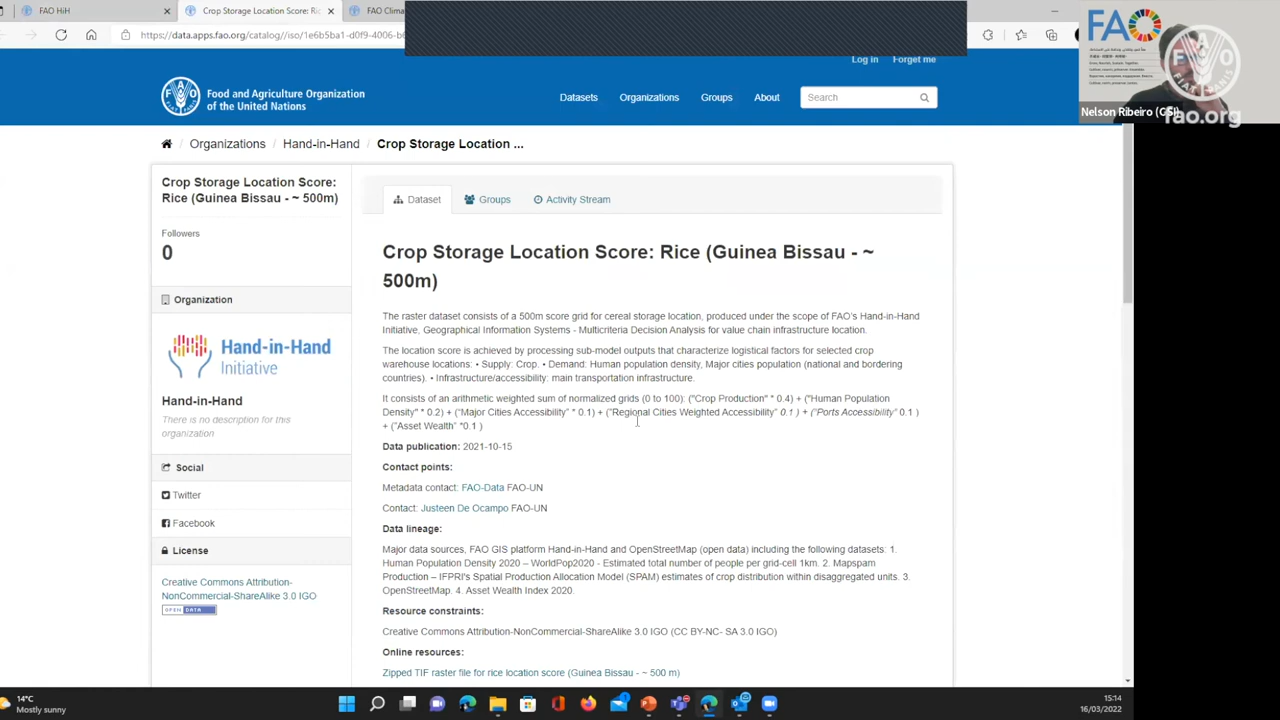 FAO HiH
Crop Storage Location Score: Ric
FAO Clima
https://data.apps.fao.org/catalog//iso/1e6b5ba1-d0f9-4006-b
Log in
Forget me
Food and Agriculture Organization
of the United Nations
Datasets
Organizations
Groups
About
Search
FAO
Nelson Ribeiro (CSI)
fao.org
/ Organizations / Hand-in-Hand / Crop Storage Location ...
Crop Storage Location Score:
Rice (Guinea Bissau - ~ 500m)
Followers
0
Organization
Hand-in-Hand
Initiative
Hand-in-Hand
There is no description for this
organization
Social
Twitter
Facebook
License
Creative Commons Attribution-
NonCommercial-ShareAlike 3.0 IGO
OPEN DATA
Dataset
Groups
Activity Stream
Crop Storage Location Score: Rice (Guinea Bissau - ~
500m)
The raster dataset consists of a 500m score grid for cereal storage location, produced under the scope of FAO's Hand-in-Hand
Initiative, Geographical Information Systems - Multicriteria Decision Analysis for value chain infrastructure location.
The location score is achieved by processing sub-model outputs that characterize logistical factors for selected crop
warehouse locations: • Supply: Crop. • Demand: Human population density, Major cities population (national and bordering
countries). • Infrastructure/accessibility: main transportation infrastructure.
It consists of an arithmetic weighted sum of normalized grids (0 to 100): ("Crop Production" * 0.4) + ("Human Population
Density" * 0.2) + ("Major Cities Accessibility" * 0.1) + ("Regional Cities Weighted Accessibility" 0.1 ) + ("Ports Accessibility" 0.1 )
+ ("Asset Wealth" *0.1 )
Data publication: 2021-10-15
Contact points:
Metadata contact: FAO-Data FAO-UN
Contact: Justeen De Ocampo FAO-UN
Data lineage:
Major data sources, FAO GIS platform Hand-in-Hand and OpenStreetMap (open data) including the following datasets: 1.
Human Population Density 2020 – WorldPop2020 - Estimated total number of people per grid-cell 1km. 2. Mapspam
Production – IFPRI's Spatial Production Allocation Model (SPAM) estimates of crop distribution within disaggregated units. 3.
OpenStreetMap. 4. Asset Wealth Index 2020.
Resource constraints:
Creative Commons Attribution-NonCommercial-ShareAlike 3.0 IGO (CC BY-NC- SA 3.0 IGO)
Online resources:
Zipped TIF raster file for rice location score (Guinea Bissau - ~ 500 m)
14°C
Mostly sunny
15:14
16/03/2022